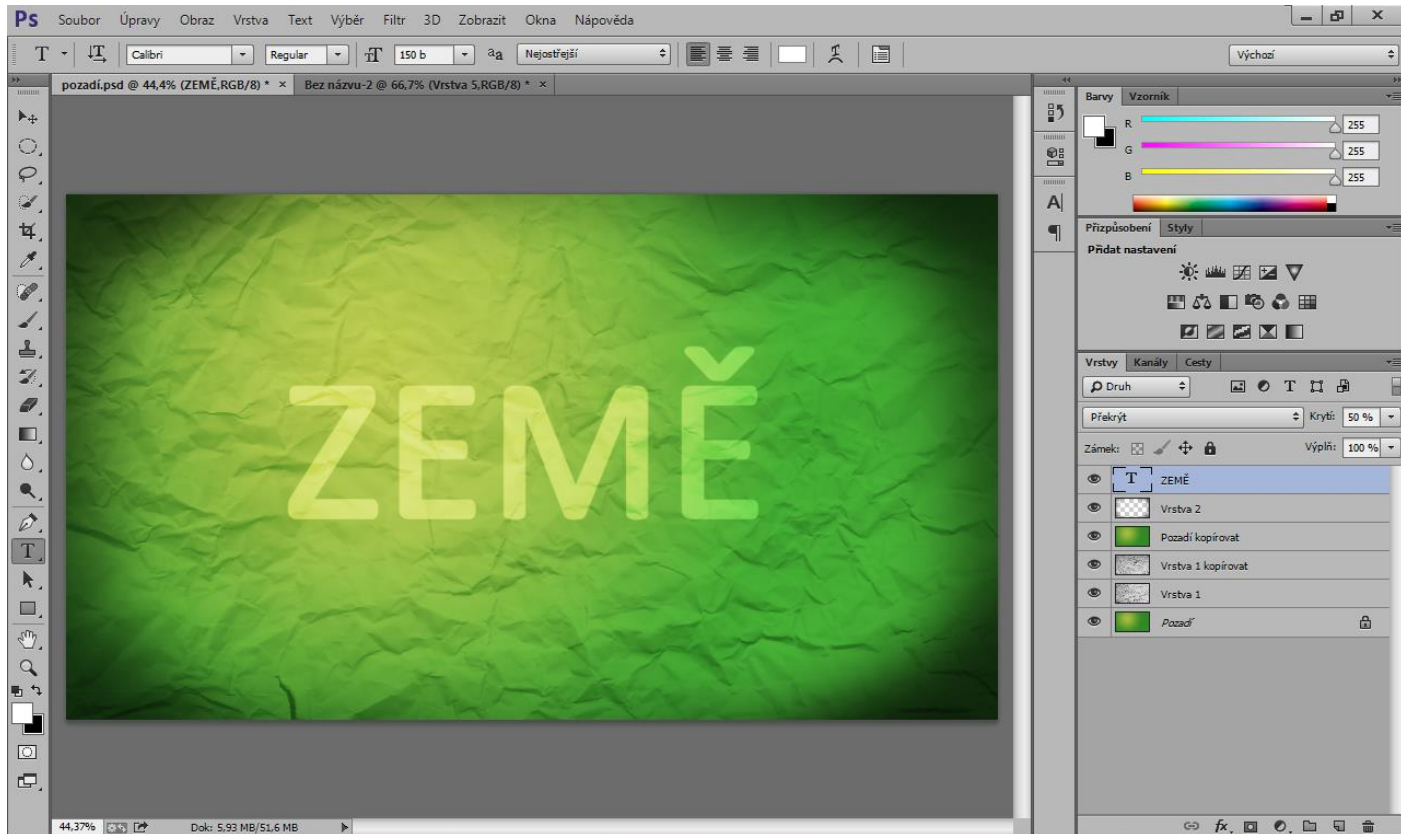 Ps Soubor Úpravy Obraz Vrstva Text Výběr Filtr 3D Zobrazit Okna Nápověda
T Calibri Regular T 150 b aa Nejostřejší Výchozí
pozadí.psd @ 44,4% (ZEMĚ,RGB/8) * × Bez názvu-2 @ 66,7% (Vrstva 5,RGB/8) * ×
Barvy Vzorník
R 255
G 255
B 255
Přizpůsobení Styly
Přidat nastavení
ZEMĚ
Vrstvy Kanály Cesty
Druh T
Překrýt Krytí: 50 %
Zámek: Výplň: 100 %
T ZEMĚ
Vrstva 2
Pozadí kopírovat
Vrstva 1 kopírovat
Vrstva 1
Pozadí
fx
44,37% Dok: 5,93 MB/51,6 MB